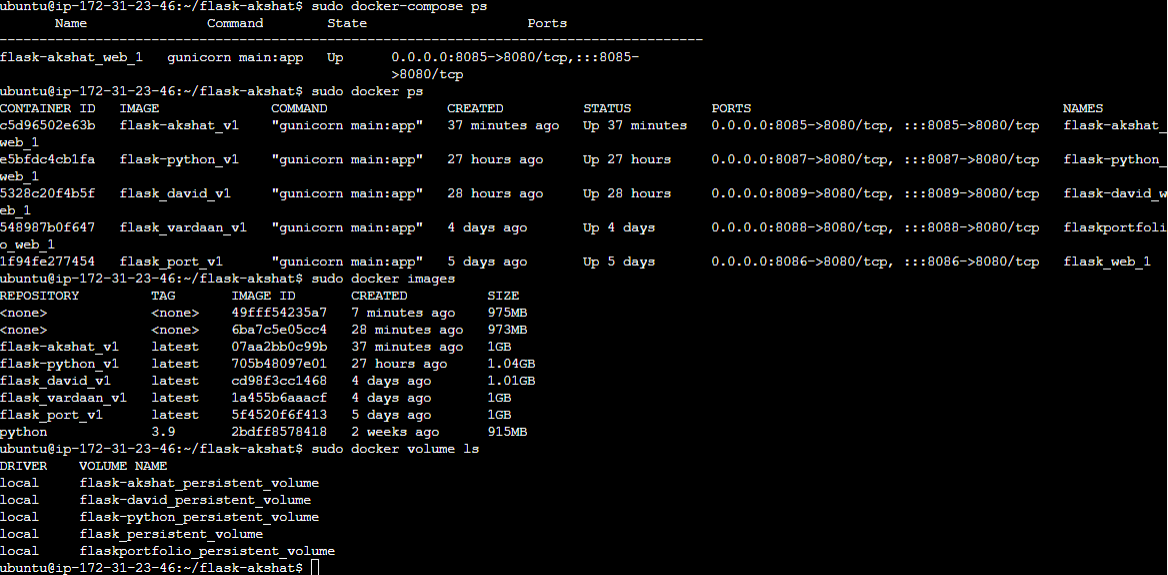 ubuntu@ip-172-31-23-46:~/flask-akshat$ sudo docker-compose ps
Name Command State Ports
-----------------------------------------------------------------------------------------
flask-akshat_web_1 gunicorn main:app Up 0.0.0.0:8085->8080/tcp,:::8085-
>8080/tcp
ubuntu@ip-172-31-23-46:~/flask-akshat$ sudo docker ps
CONTAINER ID IMAGE COMMAND CREATED STATUS PORTS NAMES
c5d96502e63b flask-akshat_v1 "gunicorn main:app" 37 minutes ago Up 37 minutes 0.0.0.0:8085->8080/tcp, :::8085->8080/tcp flask-akshat_
web_1
e5bfdc4cb1fa flask-python_v1 "gunicorn main:app" 27 hours ago Up 27 hours 0.0.0.0:8087->8080/tcp, :::8087->8080/tcp flask-python_
web_1
5328c20f4b5f flask_david_v1 "gunicorn main:app" 28 hours ago Up 28 hours 0.0.0.0:8089->8080/tcp, :::8089->8080/tcp flask-david_w
eb_1
548987b0f647 flask_vardaan_v1 "gunicorn main:app" 4 days ago Up 4 days 0.0.0.0:8088->8080/tcp, :::8088->8080/tcp flaskportfoli
o_web_1
1f94fe277454 flask_port_v1 "gunicorn main:app" 5 days ago Up 5 days 0.0.0.0:8086->8080/tcp, :::8086->8080/tcp flask_web_1
ubuntu@ip-172-31-23-46:~/flask-akshat$ sudo docker images
REPOSITORY TAG IMAGE ID CREATED SIZE
<none> <none> 49fff54235a7 7 minutes ago 975MB
<none> <none> 6ba7c5e05cc4 28 minutes ago 973MB
flask-akshat_v1 latest 07aa2bb0c99b 37 minutes ago 1GB
flask-python_v1 latest 705b48097e01 27 hours ago 1.04GB
flask_david_v1 latest cd98f3cc1468 4 days ago 1.01GB
flask_vardaan_v1 latest 1a455b6aaacf 4 days ago 1GB
flask_port_v1 latest 5f4520f6f413 5 days ago 1GB
python 3.9 2bdff8578418 2 weeks ago 915MB
ubuntu@ip-172-31-23-46:~/flask-akshat$ sudo docker volume ls
DRIVER VOLUME NAME
local flask-akshat_persistent_volume
local flask-david_persistent_volume
local flask-python_persistent_volume
local flask_persistent_volume
local flaskportfolio_persistent_volume
ubuntu@ip-172-31-23-46:~/flask-akshat$